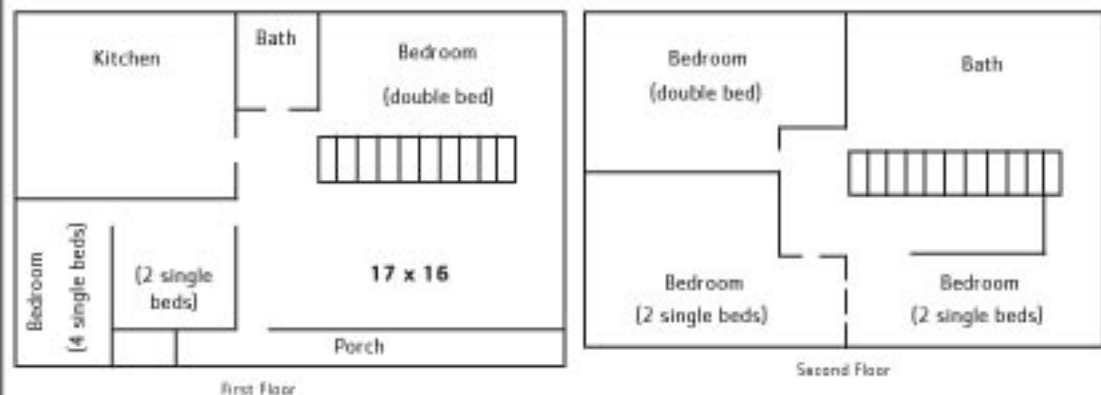 Kitchen
Bath
Bedroom
(double bed)
Bedroom
(4 single beds)
(2 single
beds)
17 x 16
Porch
First Floor
Bedroom
(double bed)
Bath
Bedroom
(2 single beds)
Bedroom
(2 single beds)
Second Floor